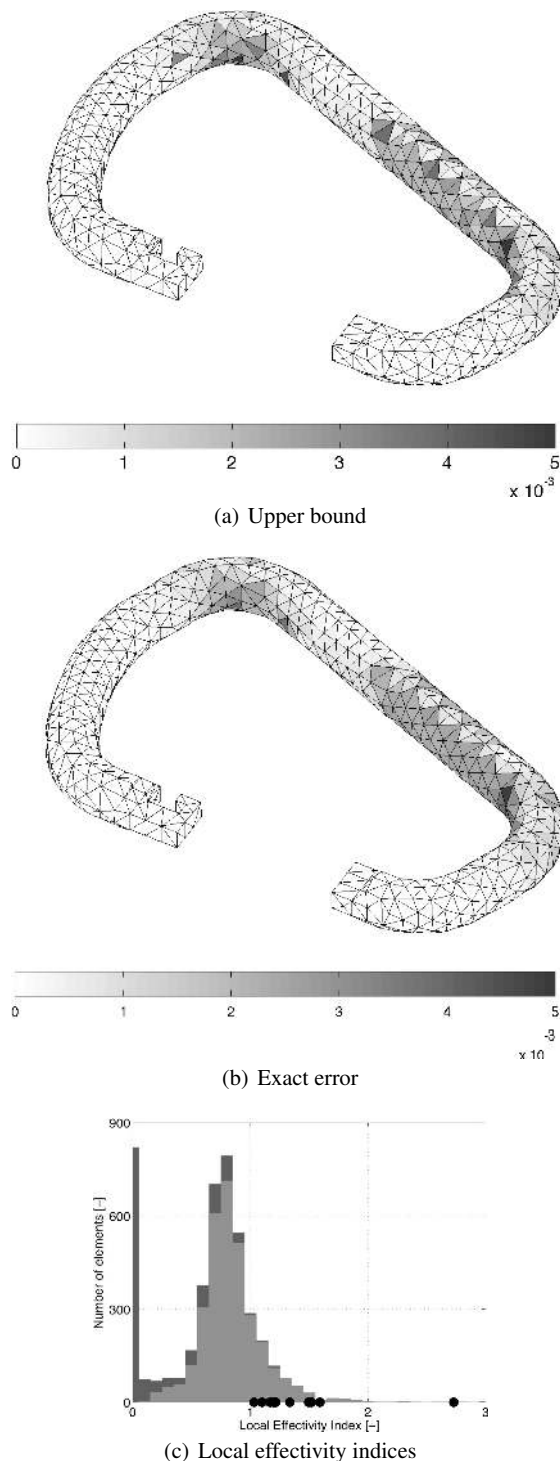 0 1 2 3 4 5
x 10-3
(a) Upper bound
0 1 2 3 4 5
-3
x 10
(b) Exact error
900
600
300
0
0 1 2 3
Number of elements [–]
Local Effectivity Index [–]
(c) Local effectivity indices